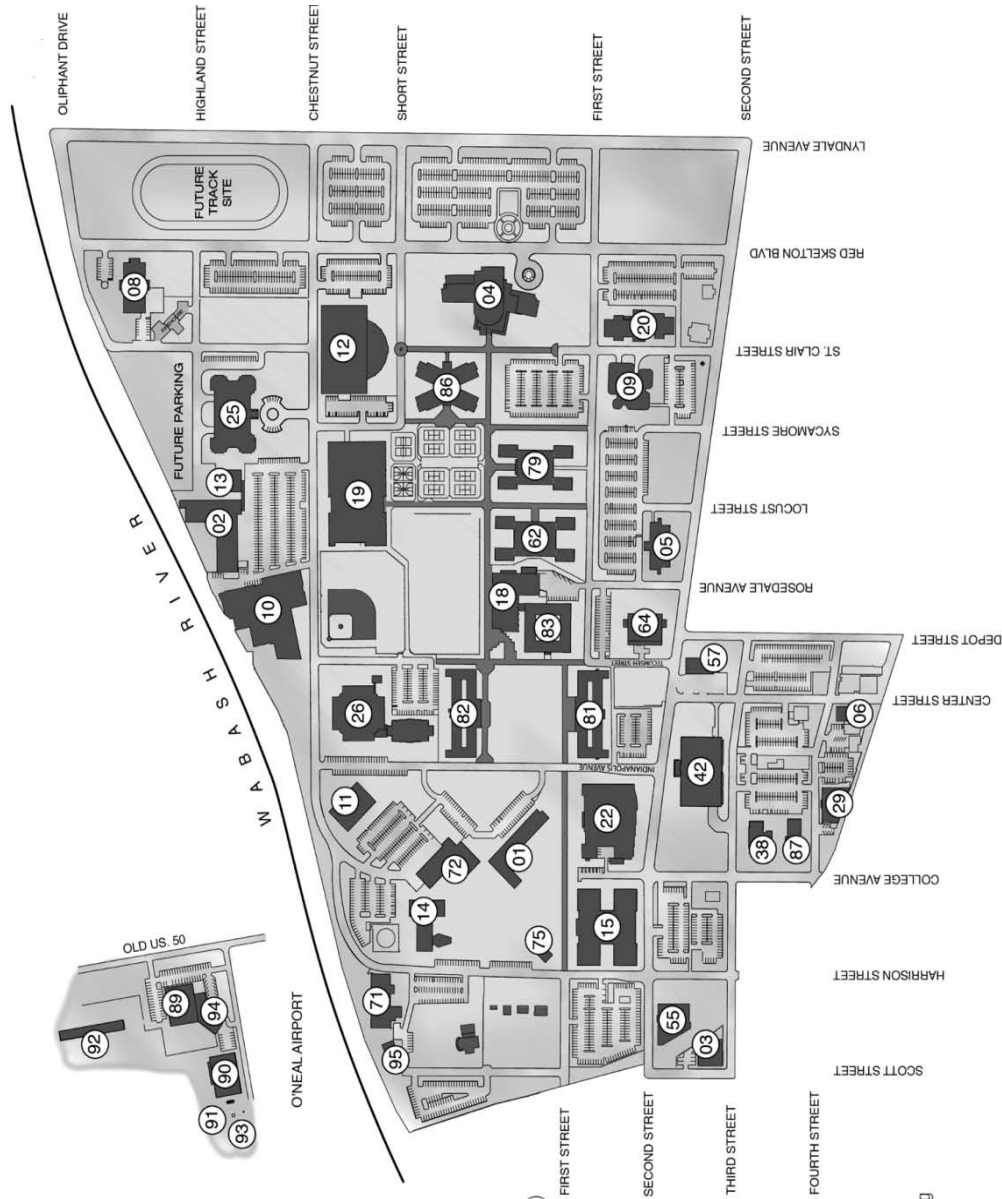 OLIPHANT DRIVE
HIGHLAND STREET
CHESTNUT STREET
SHORT STREET
FIRST STREET
SECOND STREET
LYNDALE AVENUE
FUTURE
TRACK
SITE
RED SKELTON BLVD
08
04
20
12
ST. CLAIR STREET
86
09
25
FUTURE PARKING
SYCAMORE STREET
79
13
19
02
LOCUST STREET
62
05
10
18
ROSEDALE AVENUE
83
64
WABASH RIVER
TECUMSEH STREET
57
DEPOT STREET
26
82
81
CENTER STREET
06
INDIANAPOLIS AVENUE
42
11
22
29
38
87
72
01
COLLEGE AVENUE
14
15
75
HARRISON STREET
71
55
95
03
SCOTT STREET
OLD US. 50
89
94
92
90
91
93
O'NEAL AIRPORT
FIRST STREET
SECOND STREET
THIRD STREET
FOURTH STREET
)
g